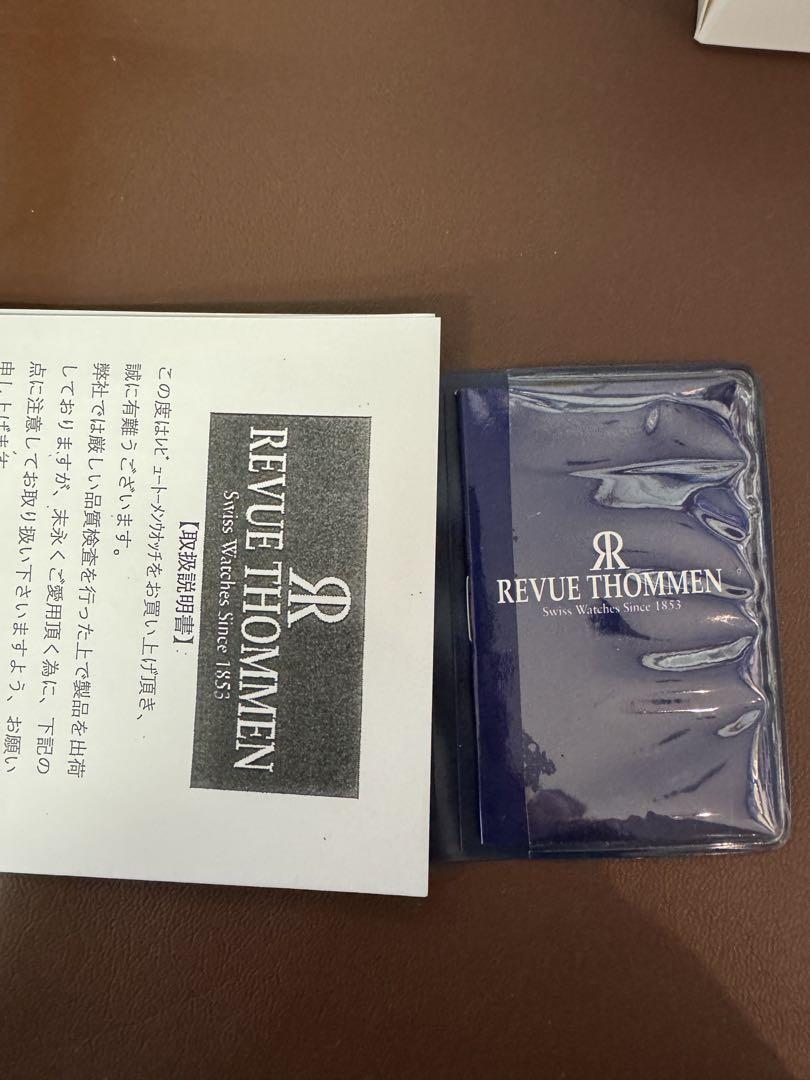 RR
REVUE THOMMEN
Swiss Watches Since 1853
【取扱説明書】:
この度はﾚﾋﾞｭｰﾄｰﾒﾝｳｫｯﾁをお買い上げ頂き、
誠に有難うございます。
弊社では厳しい品質検査を行った上で製品を出荷
しておりますが、末永くご愛用頂く為に、下記の
点に注意してお取り扱い下さいますよう、お願い
申し上げます
RR
REVUE THOMMEN
Swiss Watches Since 1853